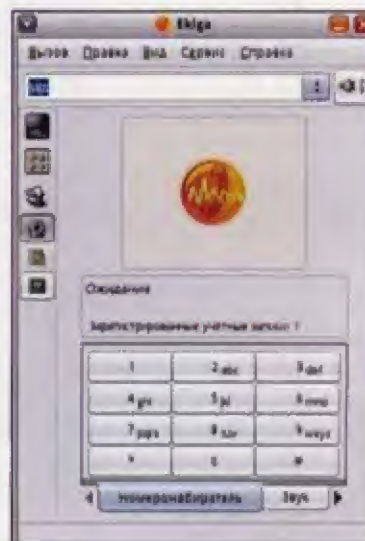 Ekiga
Вызов Правка Вид Сервис Справка
Ожидание
Зарегистрированные учётные записи: 1
1 2 abc 3 def
4 ghi 5 jkl 6 mno
7 pqrs 8 tuv 9 wxyz
* 0 #
Номеронабиратель Звук